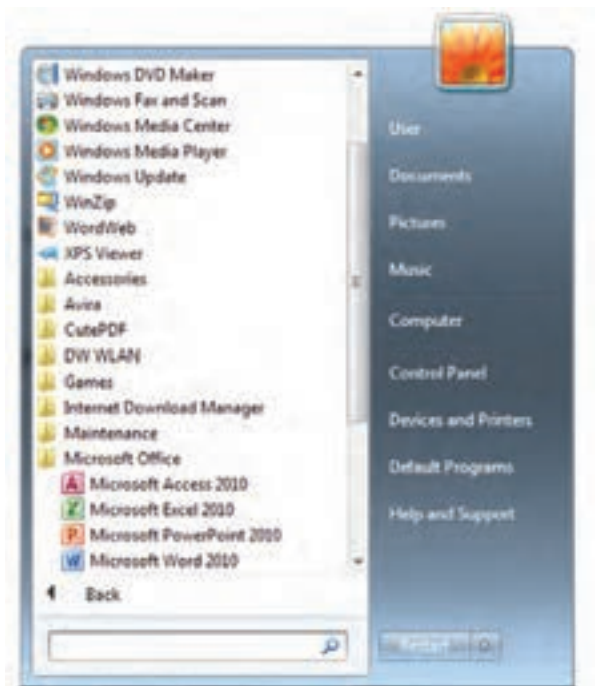 Windows DVD Maker
Windows Fax and Scan
Windows Media Center
Windows Media Player
Windows Update
WinZip
WordWeb
XPS Viewer
Accessories
Avira
CutePDF
DW WLAN
Games
Internet Download Manager
Maintenance
Microsoft Office
Microsoft Access 2010
Microsoft Excel 2010
Microsoft PowerPoint 2010
Microsoft Word 2010
Back
User
Documents
Pictures
Music
Computer
Control Panel
Devices and Printers
Default Programs
Help and Support
Restart